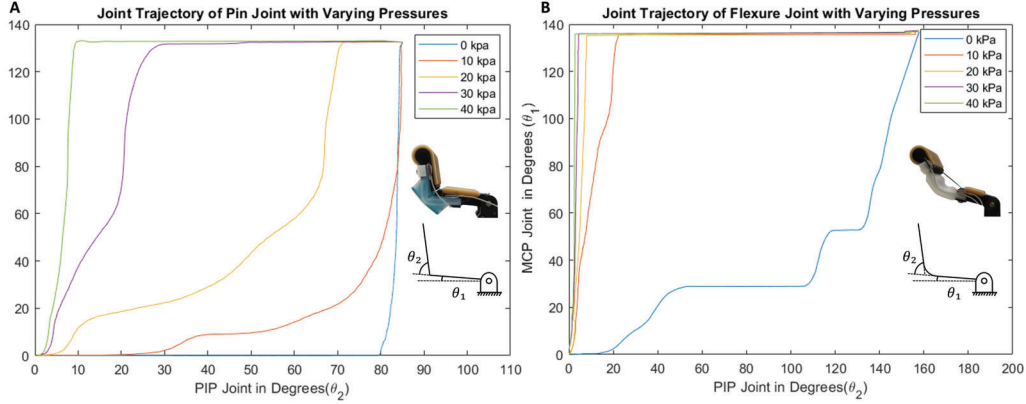 A
Joint Trajectory of Pin Joint with Varying Pressures
140
120
100
80
60
40
20
0
0 kpa
10 kpa
20 kpa
30 kpa
40 kpa
θ2
θ1
0 10 20 30 40 50 60 70 80 90 100 110
PIP Joint in Degrees(θ2)
B
Joint Trajectory of Flexure Joint with Varying Pressures
MCP Joint in Degrees (θ1)
140
120
100
80
60
40
20
0
0 kPa
10 kPa
20 kPa
30 kPa
40 kPa
θ2
θ1
0 20 40 60 80 100 120 140 160 180 200
PIP Joint in Degrees(θ2)